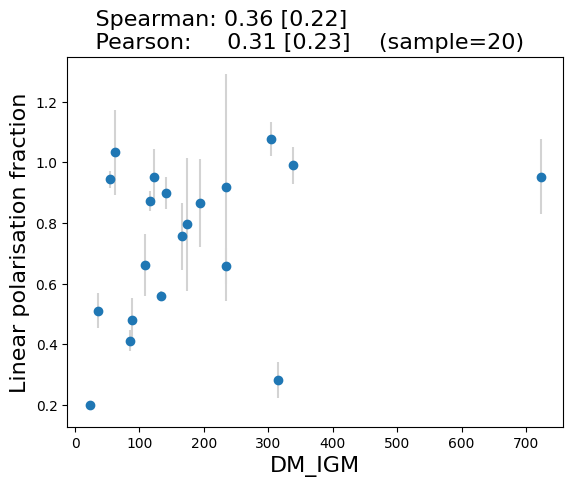 Spearman: 0.36 [0.22]
Pearson: 0.31 [0.23] (sample=20)
Linear polarisation fraction
1.2
1.0
0.8
0.6
0.4
0.2
0 100 200 300 400 500 600 700
DM_IGM